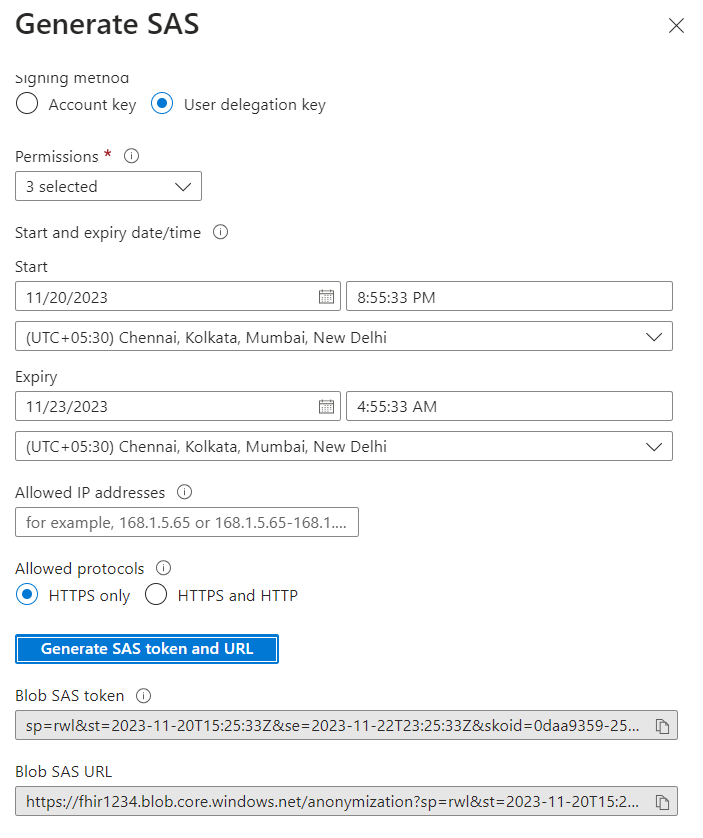 Generate SAS
Signing method
Account key User delegation key
Permissions *
3 selected
Start and expiry date/time
Start
11/20/2023 8:55:33 PM
(UTC+05:30) Chennai, Kolkata, Mumbai, New Delhi
Expiry
11/23/2023 4:55:33 AM
(UTC+05:30) Chennai, Kolkata, Mumbai, New Delhi
Allowed IP addresses
for example, 168.1.5.65 or 168.1.5.65-168.1....
Allowed protocols
HTTPS only HTTPS and HTTP
Generate SAS token and URL
Blob SAS token
sp=rwl&st=2023-11-20T15:25:33Z&se=2023-11-22T23:25:33Z&skoid=0daa9359-25...
Blob SAS URL
https://fhir1234.blob.core.windows.net/anonymization?sp=rwl&st=2023-11-20T15:2...